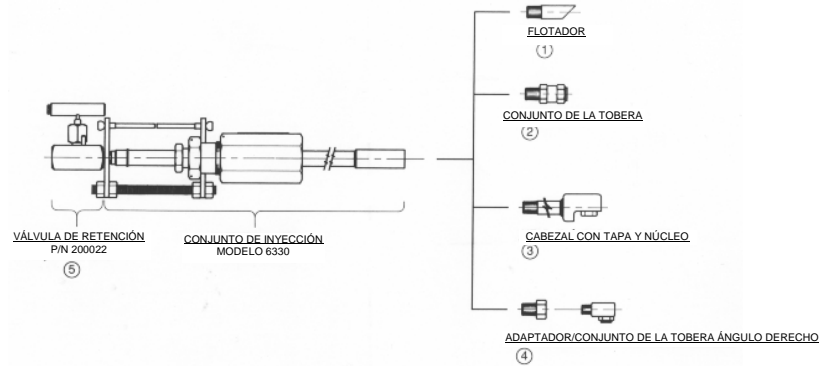 FLOTADOR
1
CONJUNTO DE LA TOBERA
2
CABEZAL CON TAPA Y NÚCLEO
3
VÁLVULA DE RETENCIÓN
P/N 200022
5
CONJUNTO DE INYECCIÓN
MODELO 6330
ADAPTADOR/CONJUNTO DE LA TOBERA ÁNGULO DERECHO
4